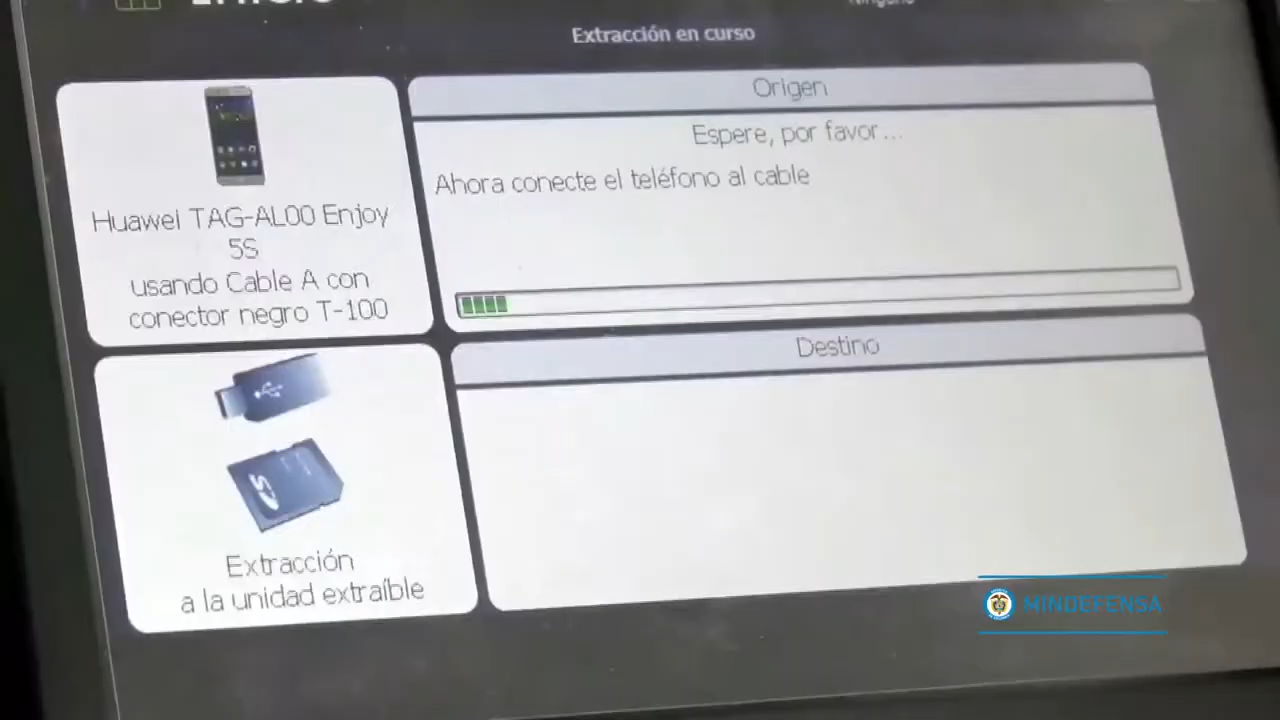 Extracción en curso
Origen
Espere, por favor...
Ahora conecte el teléfono al cable
Huawei TAG-AL00 Enjoy
5S
usando Cable A con
conector negro T-100
Destino
Extracción
a la unidad extraíble
MINDEFENSA